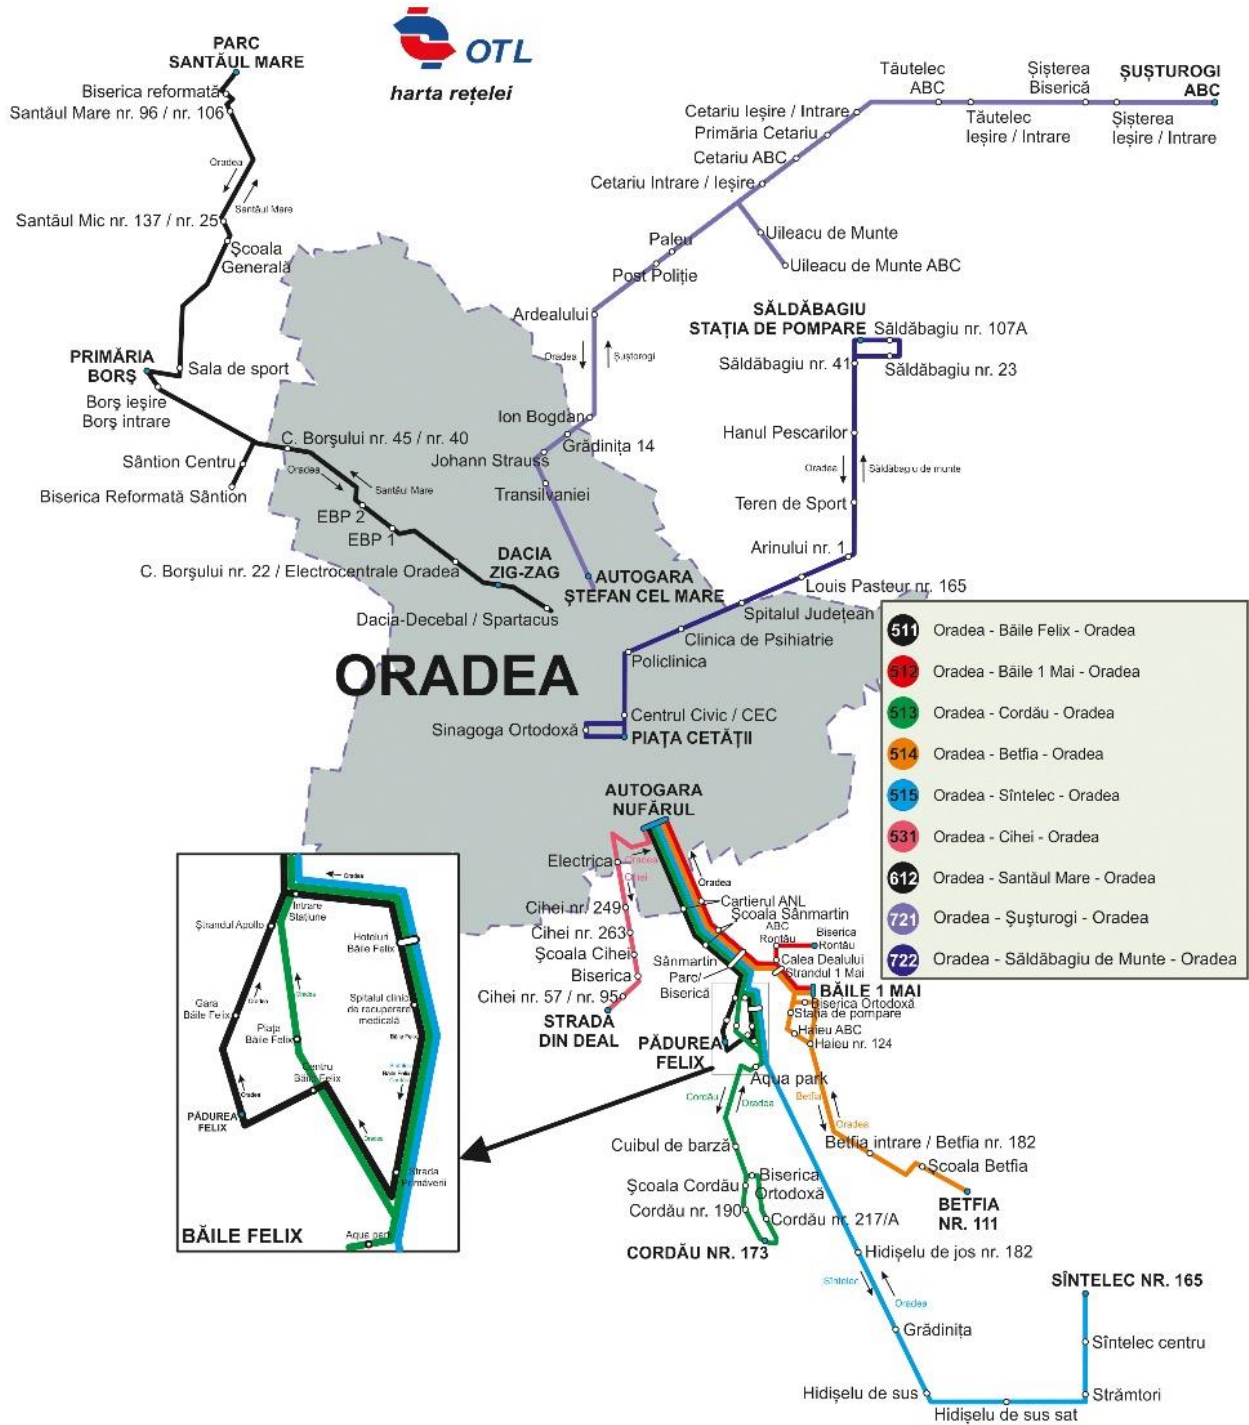 OTL
harta rețelei
PARC
SANTĂUL MARE
Biserica reformată
Santăul Mare nr. 96 / nr. 106
Oradea
Santăul Mare
Santăul Mic nr. 137 / nr. 25
Școala
Generală
PRIMĂRIA
BORȘ
Sala de sport
Borș ieșire
Borș intrare
Sântion Centru
Biserica Reformată Sântion
C. Borșului nr. 45 / nr. 40
Oradea
Santăul Mare
EBP 2
EBP 1
C. Borșului nr. 22 / Electrocentrale Oradea
DACIA
ZIG-ZAG
Dacia-Decebal / Spartacus
Tăutelec
ABC
Șișterea
Biserică
ȘUȘTUROGI
ABC
Cetariu Ieșire / Intrare
Tăutelec
Ieșire / Intrare
Șișterea
Ieșire / Intrare
Primăria Cetariu
Cetariu ABC
Cetariu Intrare / Ieșire
Uileacu de Munte
Uileacu de Munte ABC
Paleu
Post Poliție
Ardealului
Oradea
Șuștorogi
Ion Bogdan
Grădinița 14
Johann Strauss
Transilvaniei
AUTOGARA
ȘTEFAN CEL MARE
SĂLDĂBAGIU
STAȚIA DE POMPARE
Săldăbagiu nr. 107A
Săldăbagiu nr. 41
Săldăbagiu nr. 23
Hanul Pescarilor
Oradea
Săldăbagiu de munte
Teren de Sport
Arinului nr. 1
Louis Pasteur nr. 165
Spitalul Județean
Clinica de Psihiatrie
Policlinica
ORADEA
Centrul Civic / CEC
Sinagoga Ortodoxă
PIAȚA CETĂȚII
511 Oradea - Băile Felix - Oradea
512 Oradea - Băile 1 Mai - Oradea
513 Oradea - Cordău - Oradea
514 Oradea - Betfia - Oradea
515 Oradea - Sîntelec - Oradea
531 Oradea - Cihei - Oradea
612 Oradea - Santăul Mare - Oradea
721 Oradea - Șușturogi - Oradea
722 Oradea - Săldăbagiu de Munte - Oradea
AUTOGARA
NUFĂRUL
Electrica
Oradea
Cihei
Oradea
Cihei nr. 249
Cihei nr. 263
Școala Cihei
Biserica
Cihei nr. 57 / nr. 95
STRADA
DIN DEAL
Cartierul ANL
Școala Sânmartin
Sânmartin
Parc/
Biserică
ABC
Rontău
Biserica
Rontău
Calea Dealului
Strandul 1 Mai
BĂILE 1 MAI
Biserica Ortodoxă
Stația de pompare
Haieu ABC
Haieu nr. 124
PĂDUREA
FELIX
Aqua park
Cordău
Oradea
Betfia
Oradea
Cuibul de barză
Betfia intrare / Betfia nr. 182
Școala Betfia
BETFIA
NR. 111
Biserica
Ortodoxă
Școala Cordău
Cordău nr. 190
Cordău nr. 217/A
CORDĂU NR. 173
Hidișelu de jos nr. 182
Sîntelec
Oradea
Grădinița
Hidișelu de sus
Hidișelu de sus sat
Strămtori
Sîntelec centru
SÎNTELEC NR. 165
Oradea
Intrare
Stațiune
Ștrandul Apollo
Hoteluri
Băile Felix
Oradea
Oradea
Gara
Băile Felix
Spitalul clinic
de recuperare
medicală
Băile Felix
Piața
Băile Felix
Centru
Băile Felix
Băile Felix
Cordău
Oradea
PĂDUREA
FELIX
Oradea
Strada
Primăverii
Aqua park
BĂILE FELIX